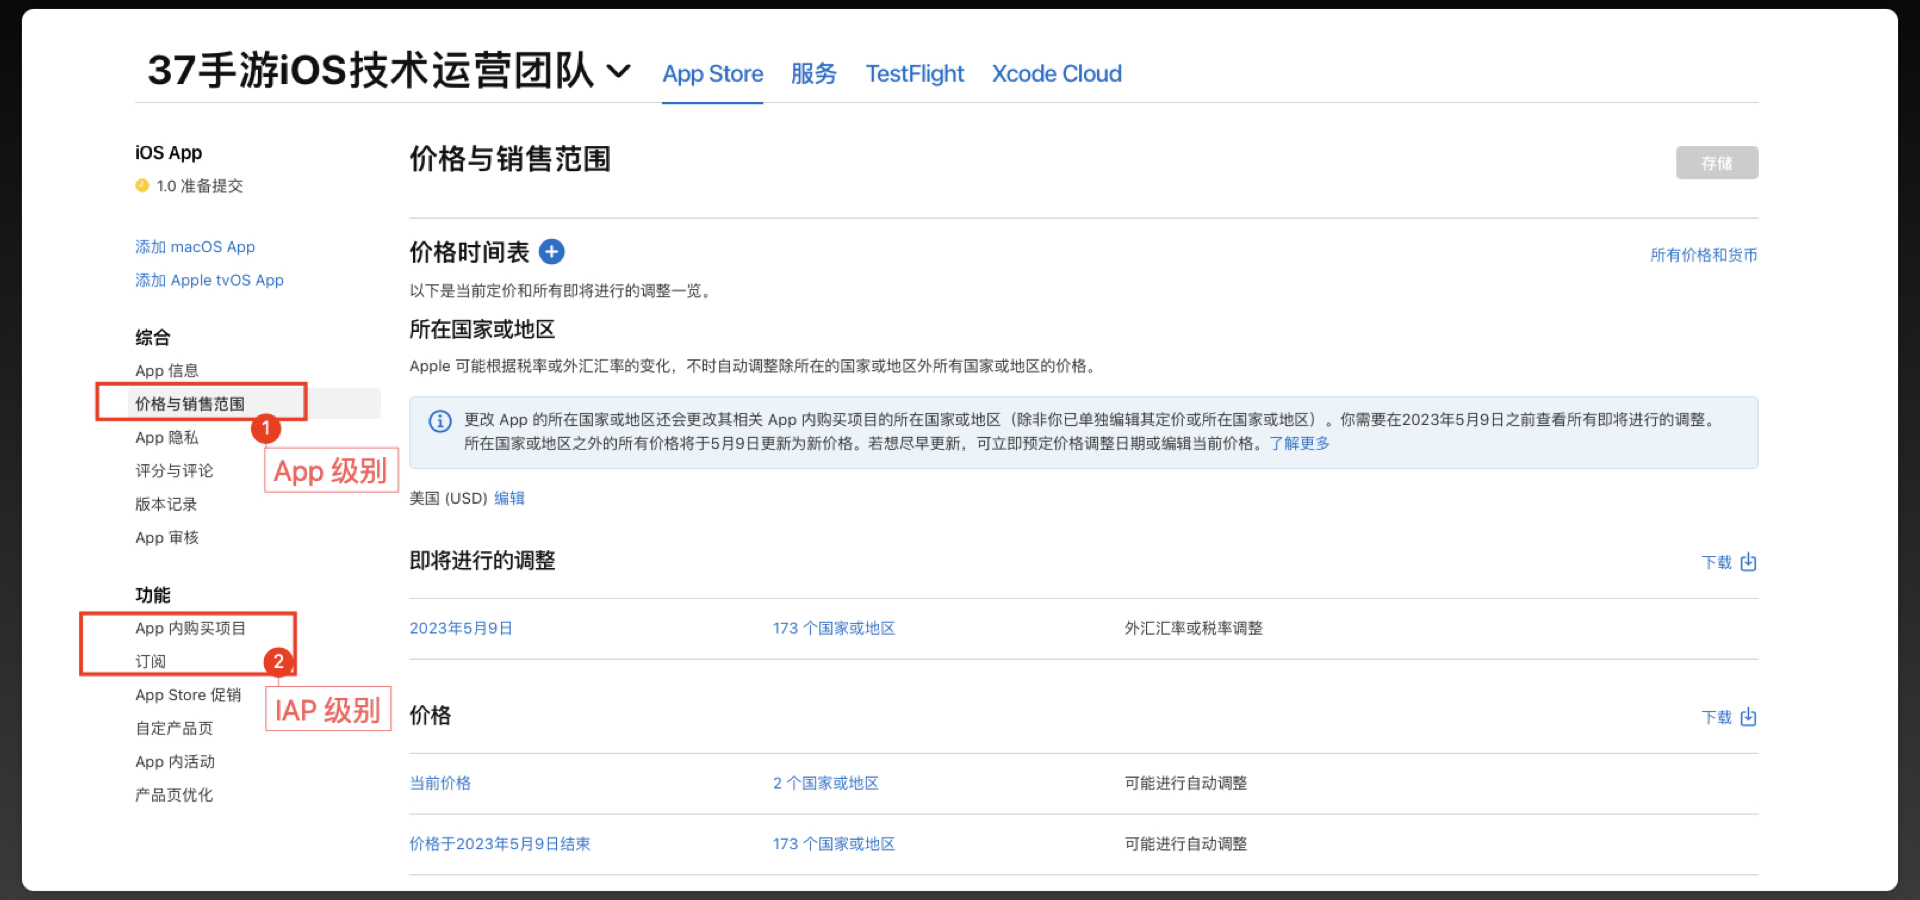 37手游iOS技术运营团队
App Store 服务 TestFlight Xcode Cloud
iOS App
1.0 准备提交
添加 macOS App
添加 Apple tvOS App
综合
App 信息
价格与销售范围
1
App 级别
App 隐私
评分与评论
版本记录
App 审核
功能
App 内购买项目
订阅
2
IAP 级别
App Store 促销
自定产品页
App 内活动
产品页优化
价格与销售范围
存储
价格时间表
所有价格和货币
以下是当前定价和所有即将进行的调整一览。
所在国家或地区
Apple 可能根据税率或外汇汇率的变化，不时自动调整除所在的国家或地区外所有国家或地区的价格。
更改 App 的所在国家或地区还会更改其相关 App 内购买项目的所在国家或地区（除非你已单独编辑其定价或所在国家或地区）。你需要在2023年5月9日之前查看所有即将进行的调整。
所在国家或地区之外的所有价格将于5月9日更新为新价格。若想尽早更新，可立即预定价格调整日期或编辑当前价格。了解更多
美国 (USD) 编辑
即将进行的调整
下载
2023年5月9日 173 个国家或地区 外汇汇率或税率调整
价格
下载
当前价格 2 个国家或地区 可能进行自动调整
价格于2023年5月9日结束 173 个国家或地区 可能进行自动调整